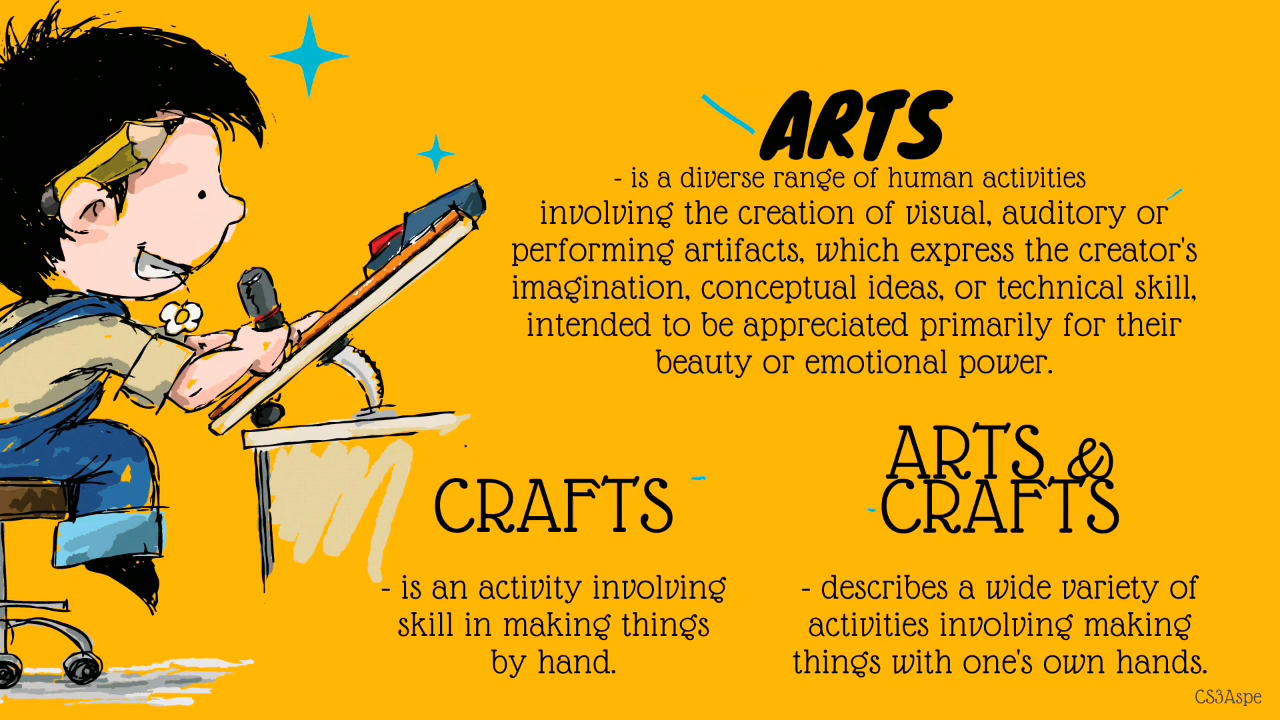 ARTS
- is a diverse range of human activities
involving the creation of visual, auditory or
performing artifacts, which express the creator's
imagination, conceptual ideas, or technical skill,
intended to be appreciated primarily for their
beauty or emotional power.
CRAFTS
- is an activity involving
skill in making things
by hand.
ARTS &
CRAFTS
- describes a wide variety of
activities involving making
things with one's own hands.
CS3Aspe